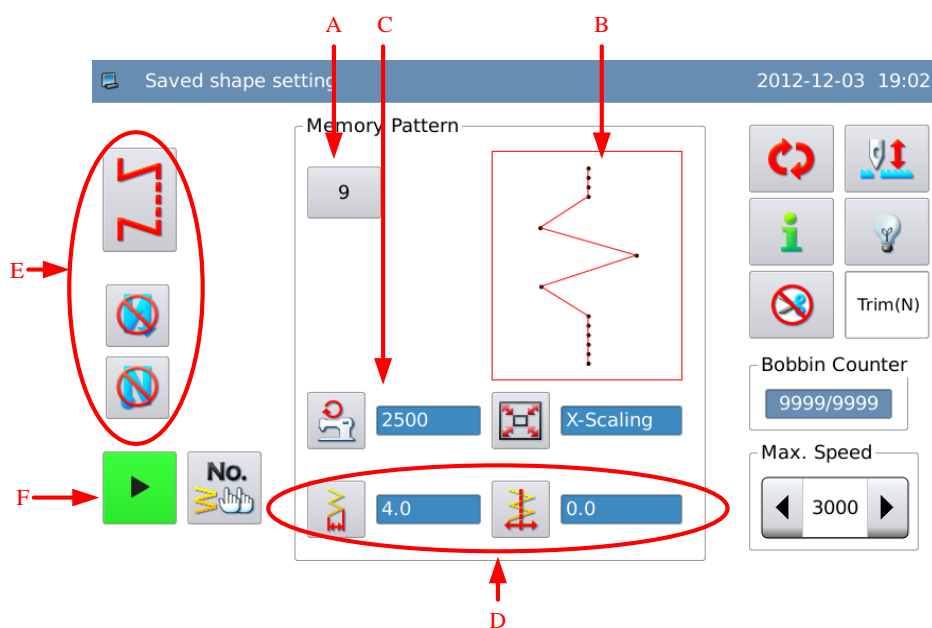 A C B
Saved shape setting 2012-12-03 19:02
Memory Pattern
9
E
Trim(N)
Bobbin Counter
9999/9999
2500 X-Scaling
Max. Speed
No.
F
4.0 0.0
3000
D